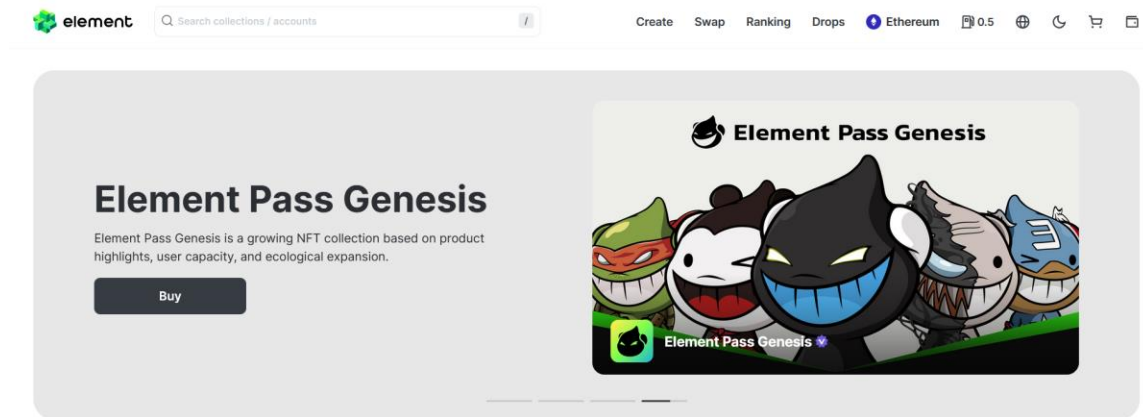 element
Search collections / accounts
/
Create Swap Ranking Drops Ethereum 0.5
Element Pass Genesis
Element Pass Genesis
Element Pass Genesis is a growing NFT collection based on product
highlights, user capacity, and ecological expansion.
Buy
Element Pass Genesis